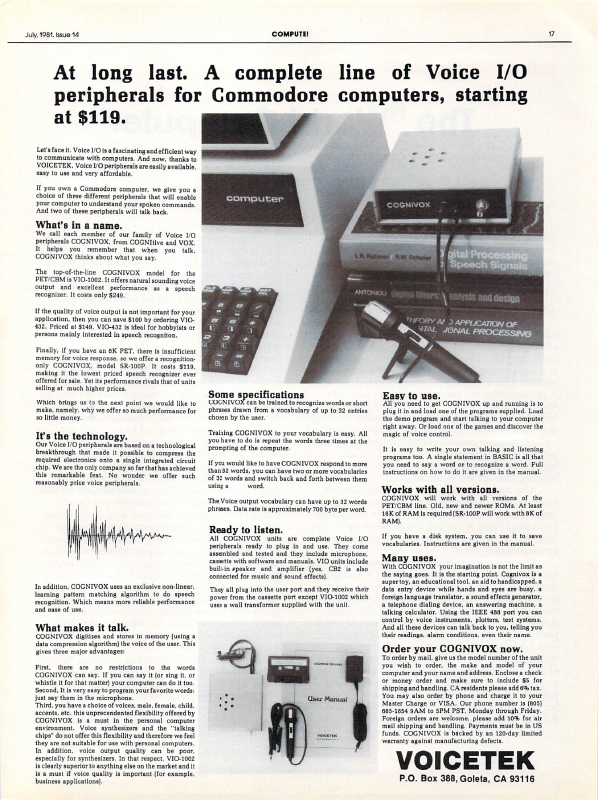 July, 1981. Issue 14
COMPUTE!
17
At long last. A complete line of Voice I/O
peripherals for Commodore computers, starting
at $119.
Let's face it. Voice I/O is a fascinating and efficient way
to communicate with computers. And now, thanks to
VOICETEK, Voice I/O peripherals are easily available,
easy to use and very affordable.
If you own a Commodore computer, we give you a
choice of three different peripherals that will enable
your computer to understand your spoken commands.
And two of these peripherals will talk back.
What's in a name.
We call each member of our family of Voice I/O
peripherals COGNIVOX, from COGNItive and VOX.
It helps you remember that when you talk,
COGNIVOX thinks about what you say.
The top-of-the-line COGNIVOX model for the
PET/CBM is VIO-1002. It offers natural sounding voice
output and excellent performance as a speech
recognizer. It costs only $249.
If the quality of voice output is not important for your
application, then you can save $100 by ordering VIO-
432. Priced at $149, VIO-432 is ideal for hobbyists or
persons mainly interested in speech recogniton.
Finally, if you have an 8K PET, there is insufficient
memory for voice response, so we offer a recognition-
only COGNIVOX, model SR-100P. It costs $119,
making it the lowest priced speech recognizer ever
offered for sale. Yet its performance rivals that of units
selling at much higher prices.
Which brings us to the next point we would like to
make, namely, why we offer so much performance for
so little money.
It's the technology.
Our Voice I/O peripherals are based on a technological
breakthrough that made it possible to compress the
required electronics onto a single integrated circuit
chip. We are the only company so far that has achieved
this remarkable feat. No wonder we offer such
reasonably price voice peripherals.
In addition, COGNIVOX uses an exclusive non-linear,
learning pattern matching algorithm to do speech
recognition. Which means more reliable performance
and ease of use.
What makes it talk.
COGNIVOX digitizes and stores in memory (using a
data compression algorithm) the voice of the user. This
gives three major advantages:
First, there are no restrictions to the words
COGNIVOX can say. If you can say it (or sing it, or
whistle it for that matter) your computer can do it too.
Second, It is very easy to program your favorite words:
just say them in the microphone.
Third, you have a choice of voices, male, female, child,
accents, etc. this unprecedented flexibility offered by
COGNIVOX is a must in the personal computer
environment. Voice synthesizers and the "talking
chips" do not offer this flexibility and therefore we feel
they are not suitable for use with personal computers.
In addition, voice output quality can be poor,
especially for synthesizers. In that respect, VIO-1002
is clearly superior to anything else on the market and it
is a must if voice quality is important (for example,
business applications).
computer
COGNIVOX
L.R. Rabiner / R.W. Schafer
Digital Processing
Speech Signals
ANTONIOU Digital filters: analysis and design
THEORY AND APPLICATION OF
DIGITAL SIGNAL PROCESSING
Some specifications
COGNIVOX can be trained to recognize words or short
phrases drawn from a vocabulary of up to 32 entries
chosen by the user.
Training COGNIVOX to your vocabulary is easy. All
you have to do is repeat the words three times at the
prompting of the computer.
If you would like to have COGNIVOX respond to more
than 32 words, you can have two or more vocabularies
of 32 words and switch back and forth between them
using a word.
The Voice output vocabulary can have up to 32 words
phrases. Data rate is approximately 700 byte per word.
Ready to listen.
All COGNIVOX units are complete Voice I/O
peripherals ready to plug in and use. They come
assembled and tested and they include microphone,
cassette with software and manuals. VIO units include
built-in speaker and amplifier (yes, CB2 is also
connected for music and sound effects).
They all plug into the user port and they receive their
power from the cassette port except VIO-1002 which
uses a wall transformer supplied with the unit.
User Manual
VOICETEK
Easy to use.
All you need to get COGNIVOX up and running is to
plug it in and load one of the programs supplied. Load
the demo program and start talking to your computer
right away. Or load one of the games and discover the
magic of voice control.
It is easy to write your own talking and listening
programs too. A single statement in BASIC is all that
you need to say a word or to recognize a word. Full
instructions on how to do it are given in the manual.
Works with all versions.
COGNIVOX will work with all versions of the
PET/CBM line. Old, new and newer ROMs. At least
16K of RAM is required (SR-100P will work with 8K of
RAM).
If you have a disk system, you can use it to save
vocabularies. Instructions are given in the manual.
Many uses.
With COGNIVOX your imagination is not the limit as
the saying goes. It is the starting point. Cognivox is a
super toy, an educational tool, an aid to handicapped, a
data entry device while hands and eyes are busy, a
foreign language translator, a sound effects generator,
a telephone dialing device, an answering machine, a
talking calculator. Using the IEEE 488 port you can
control by voice instruments, plotters, test systems.
And all these devices can talk back to you, telling you
their readings, alarm conditions, even their name.
Order your COGNIVOX now.
To order by mail, give us the model number of the unit
you wish to order, the make and model of your
computer and your name and address. Enclose a check
or money order and make sure to include $5 for
shipping and handling. CA residents please add 6% tax.
You may also order by phone and charge it to your
Master Charge or VISA. Our phone number is (805)
685-1854 9AM to 5PM PST, Monday through Friday.
Foreign orders are welcome, please add 10% for air
mail shipping and handling. Payments must be in US
funds. COGNIVOX is backed by an 120-day limited
warranty against manufacturing defects.
VOICETEK
P.O. Box 388, Goleta, CA 93116